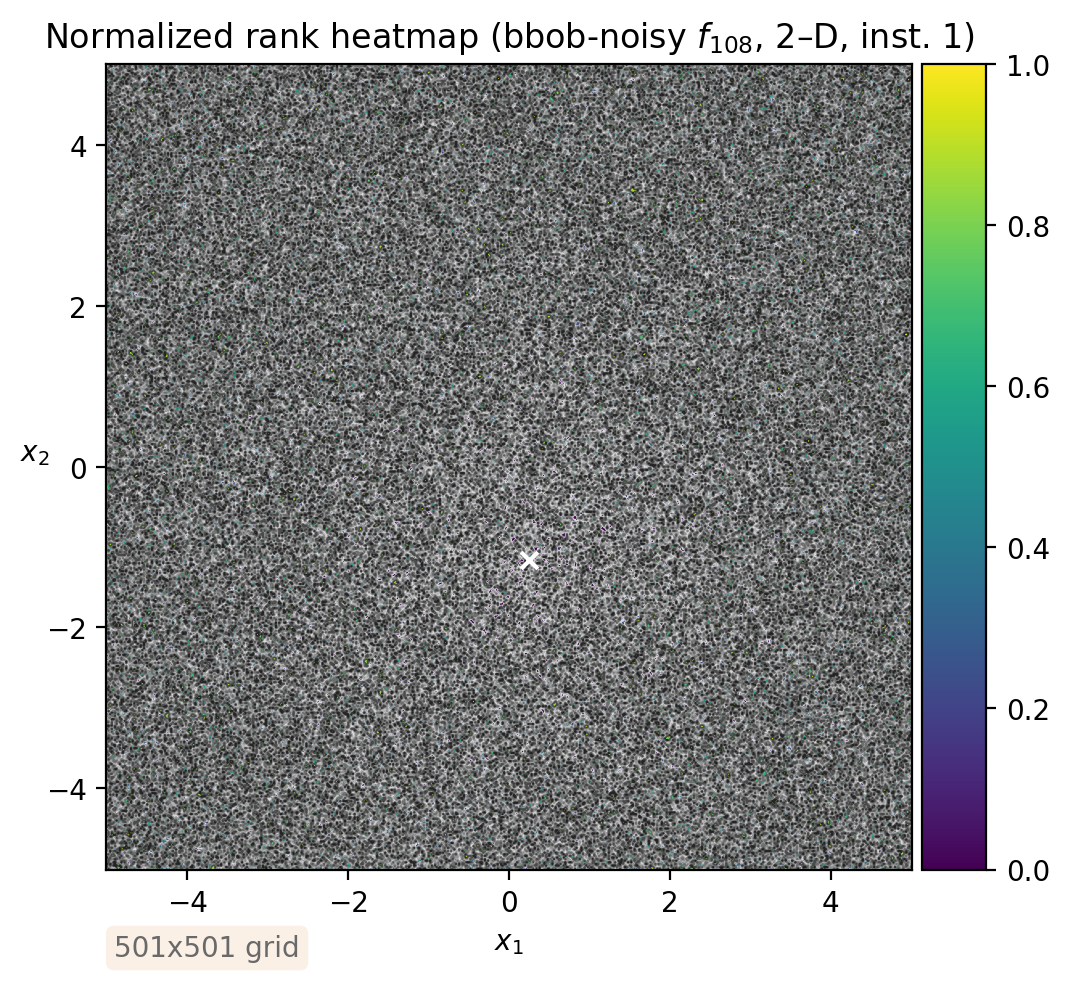 Normalized rank heatmap (bbob-noisy f₁₀₈, 2–D, inst. 1)
1.0
0.8
0.6
0.4
0.2
0.0
4
2
0
−2
−4
x₂
−4 −2 0 2 4
x₁
501x501 grid